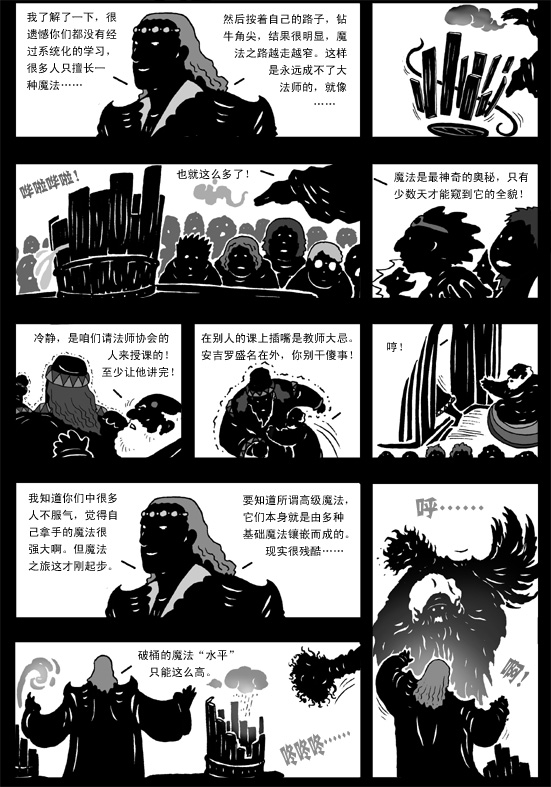 我了解了一下，很
遗憾你们都没有经
过系统化的学习，
很多人只擅长一
种魔法……
然后按着自己的路子，钻
牛角尖，结果很明显，魔
法之路越走越窄。这样
是永远成不了大
法师的，就像
……
哗啦哗啦！
也就这么多了！
魔法是最神奇的奥秘，只有
少数天才能窥到它的全貌！
冷静，是咱们请法师协会的
人来授课的！
至少让他讲完！
在别人的课上插嘴是教师大忌。
安吉罗盛名在外，你别干傻事！
哼！
我知道你们中很多
人不服气，觉得自
己拿手的魔法很
强大啊。但魔法
之旅这才刚起步。
要知道所谓高级魔法，
它们本身就是由多种
基础魔法镶嵌而成的。
现实很残酷……
呼……
啊！
破桶的魔法“水平”
只能这么高。
咚咚咚……